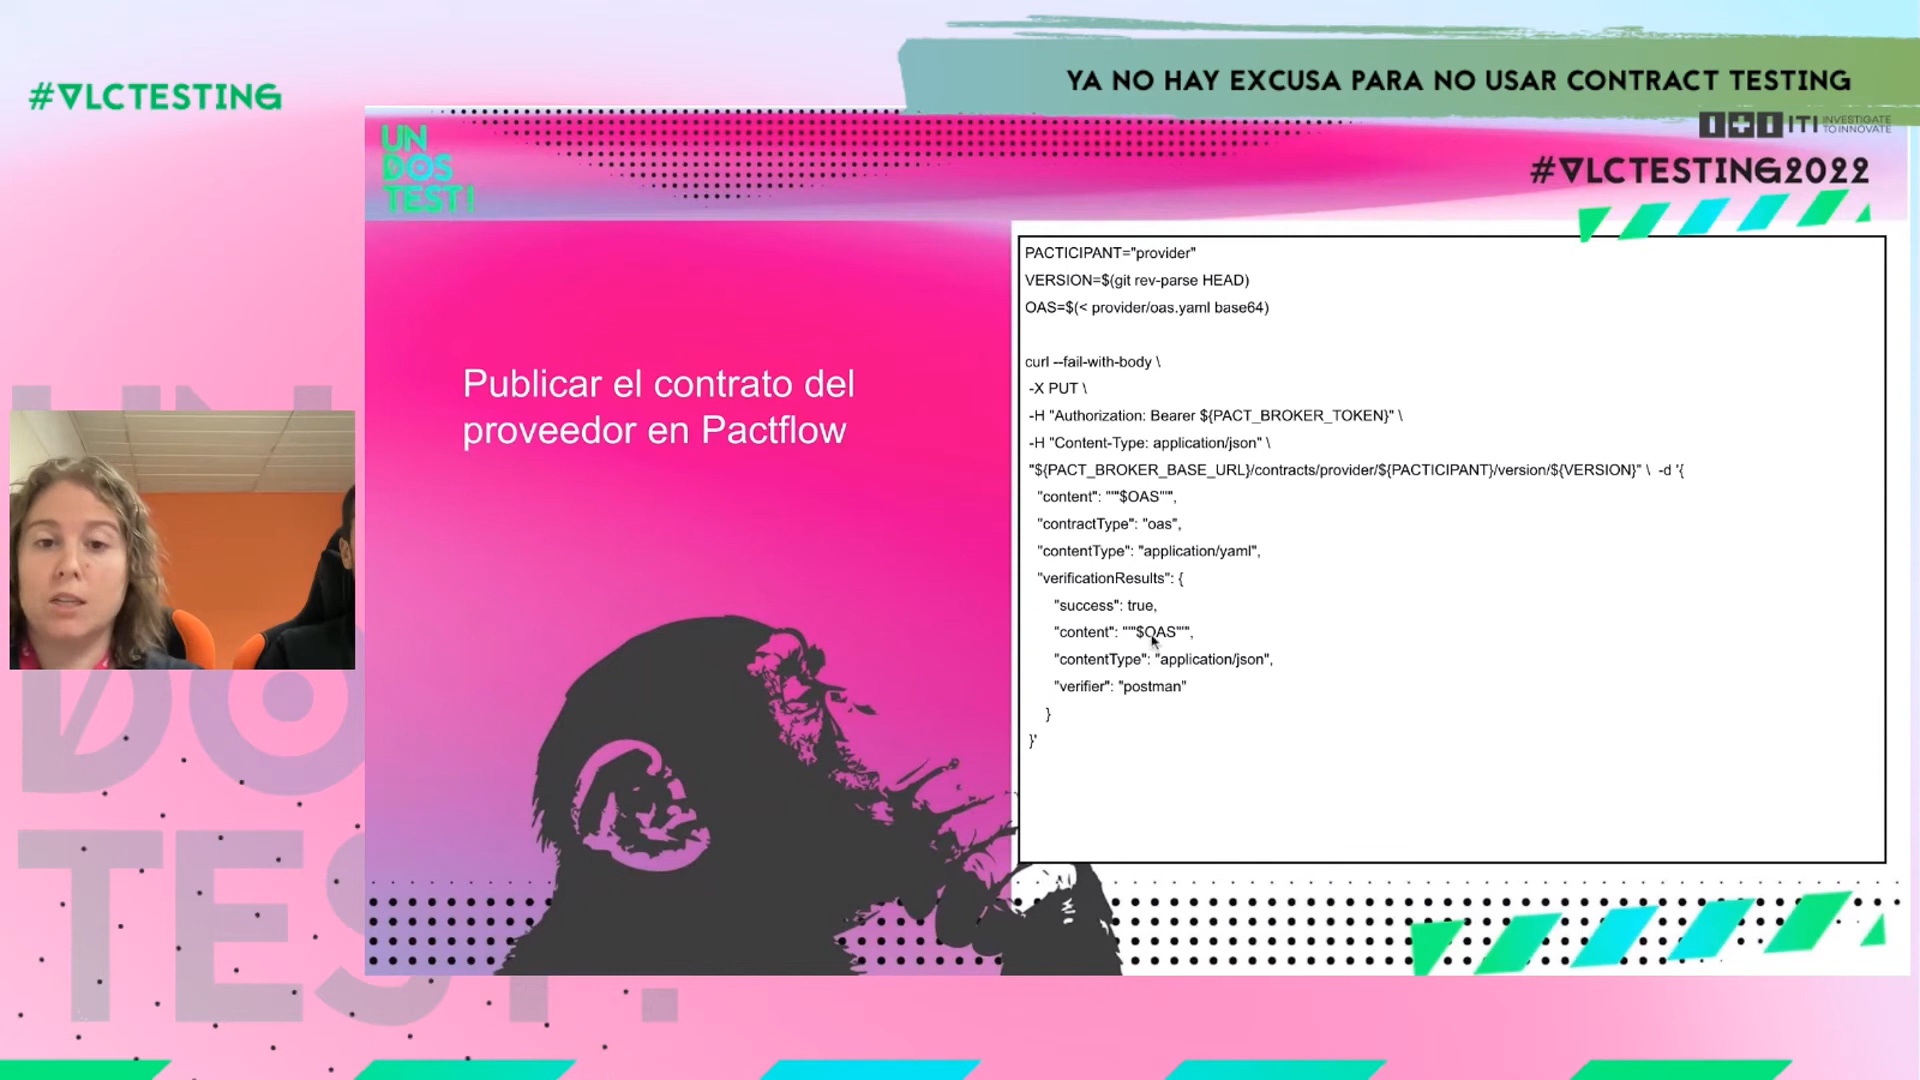 #VLCTESTING
YA NO HAY EXCUSA PARA NO USAR CONTRACT TESTING
ITI INVESTIGATE
TO INNOVATE
#VLCTESTING2022
UN
DOS
TEST!
Publicar el contrato del
proveedor en Pactflow
PACTICIPANT="provider"
VERSION=$(git rev-parse HEAD)
OAS=$(< provider/oas.yaml base64)
curl --fail-with-body \
-X PUT \
-H "Authorization: Bearer ${PACT_BROKER_TOKEN}" \
-H "Content-Type: application/json" \
"${PACT_BROKER_BASE_URL}/contracts/provider/${PACTICIPANT}/version/${VERSION}" \  -d '{
"content": "'"$OAS"'",
"contractType": "oas",
"contentType": "application/yaml",
"verificationResults": {
"success": true,
"content": "'"$OAS"'",
"contentType": "application/json",
"verifier": "postman"
}
}'
UN
DOS
TEST!